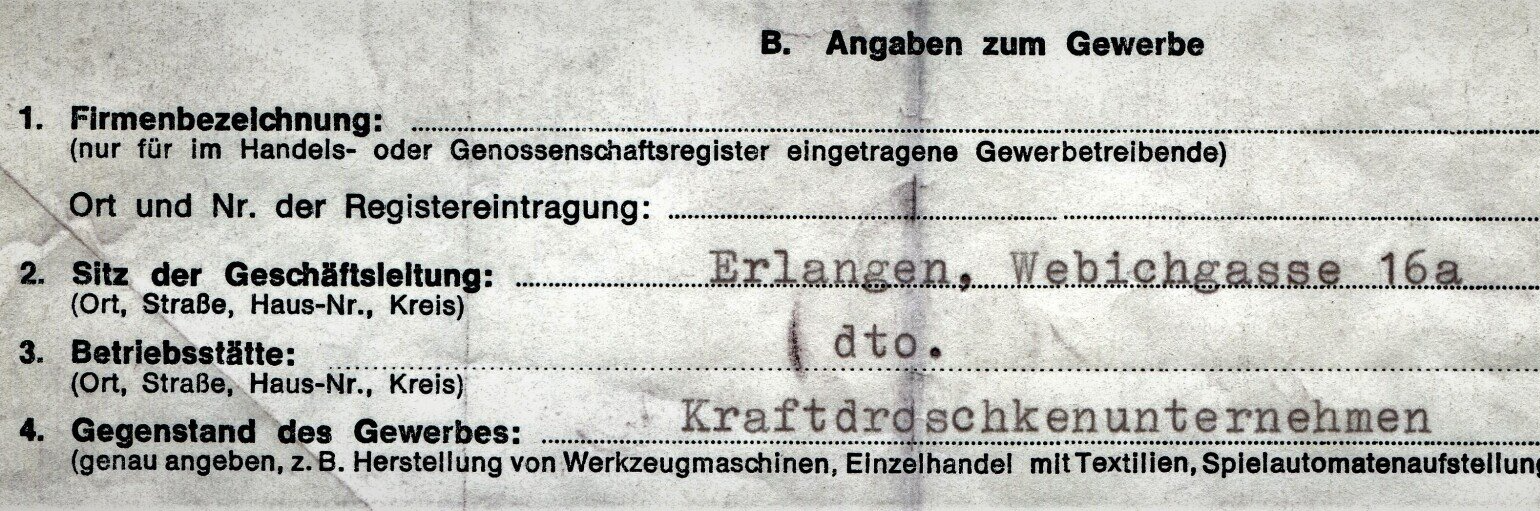 B. Angaben zum Gewerbe
1. Firmenbezeichnung:
(nur für im Handels- oder Genossenschaftsregister eingetragene Gewerbetreibende)
Ort und Nr. der Registereintragung:
2. Sitz der Geschäftsleitung: Erlangen, Webichgasse 16a
(Ort, Straße, Haus-Nr., Kreis)
3. Betriebsstätte: dto.
(Ort, Straße, Haus-Nr., Kreis)
4. Gegenstand des Gewerbes: Kraftdroschkenunternehmen
(genau angeben, z. B. Herstellung von Werkzeugmaschinen, Einzelhandel mit Textilien, Spielautomatenaufstellung